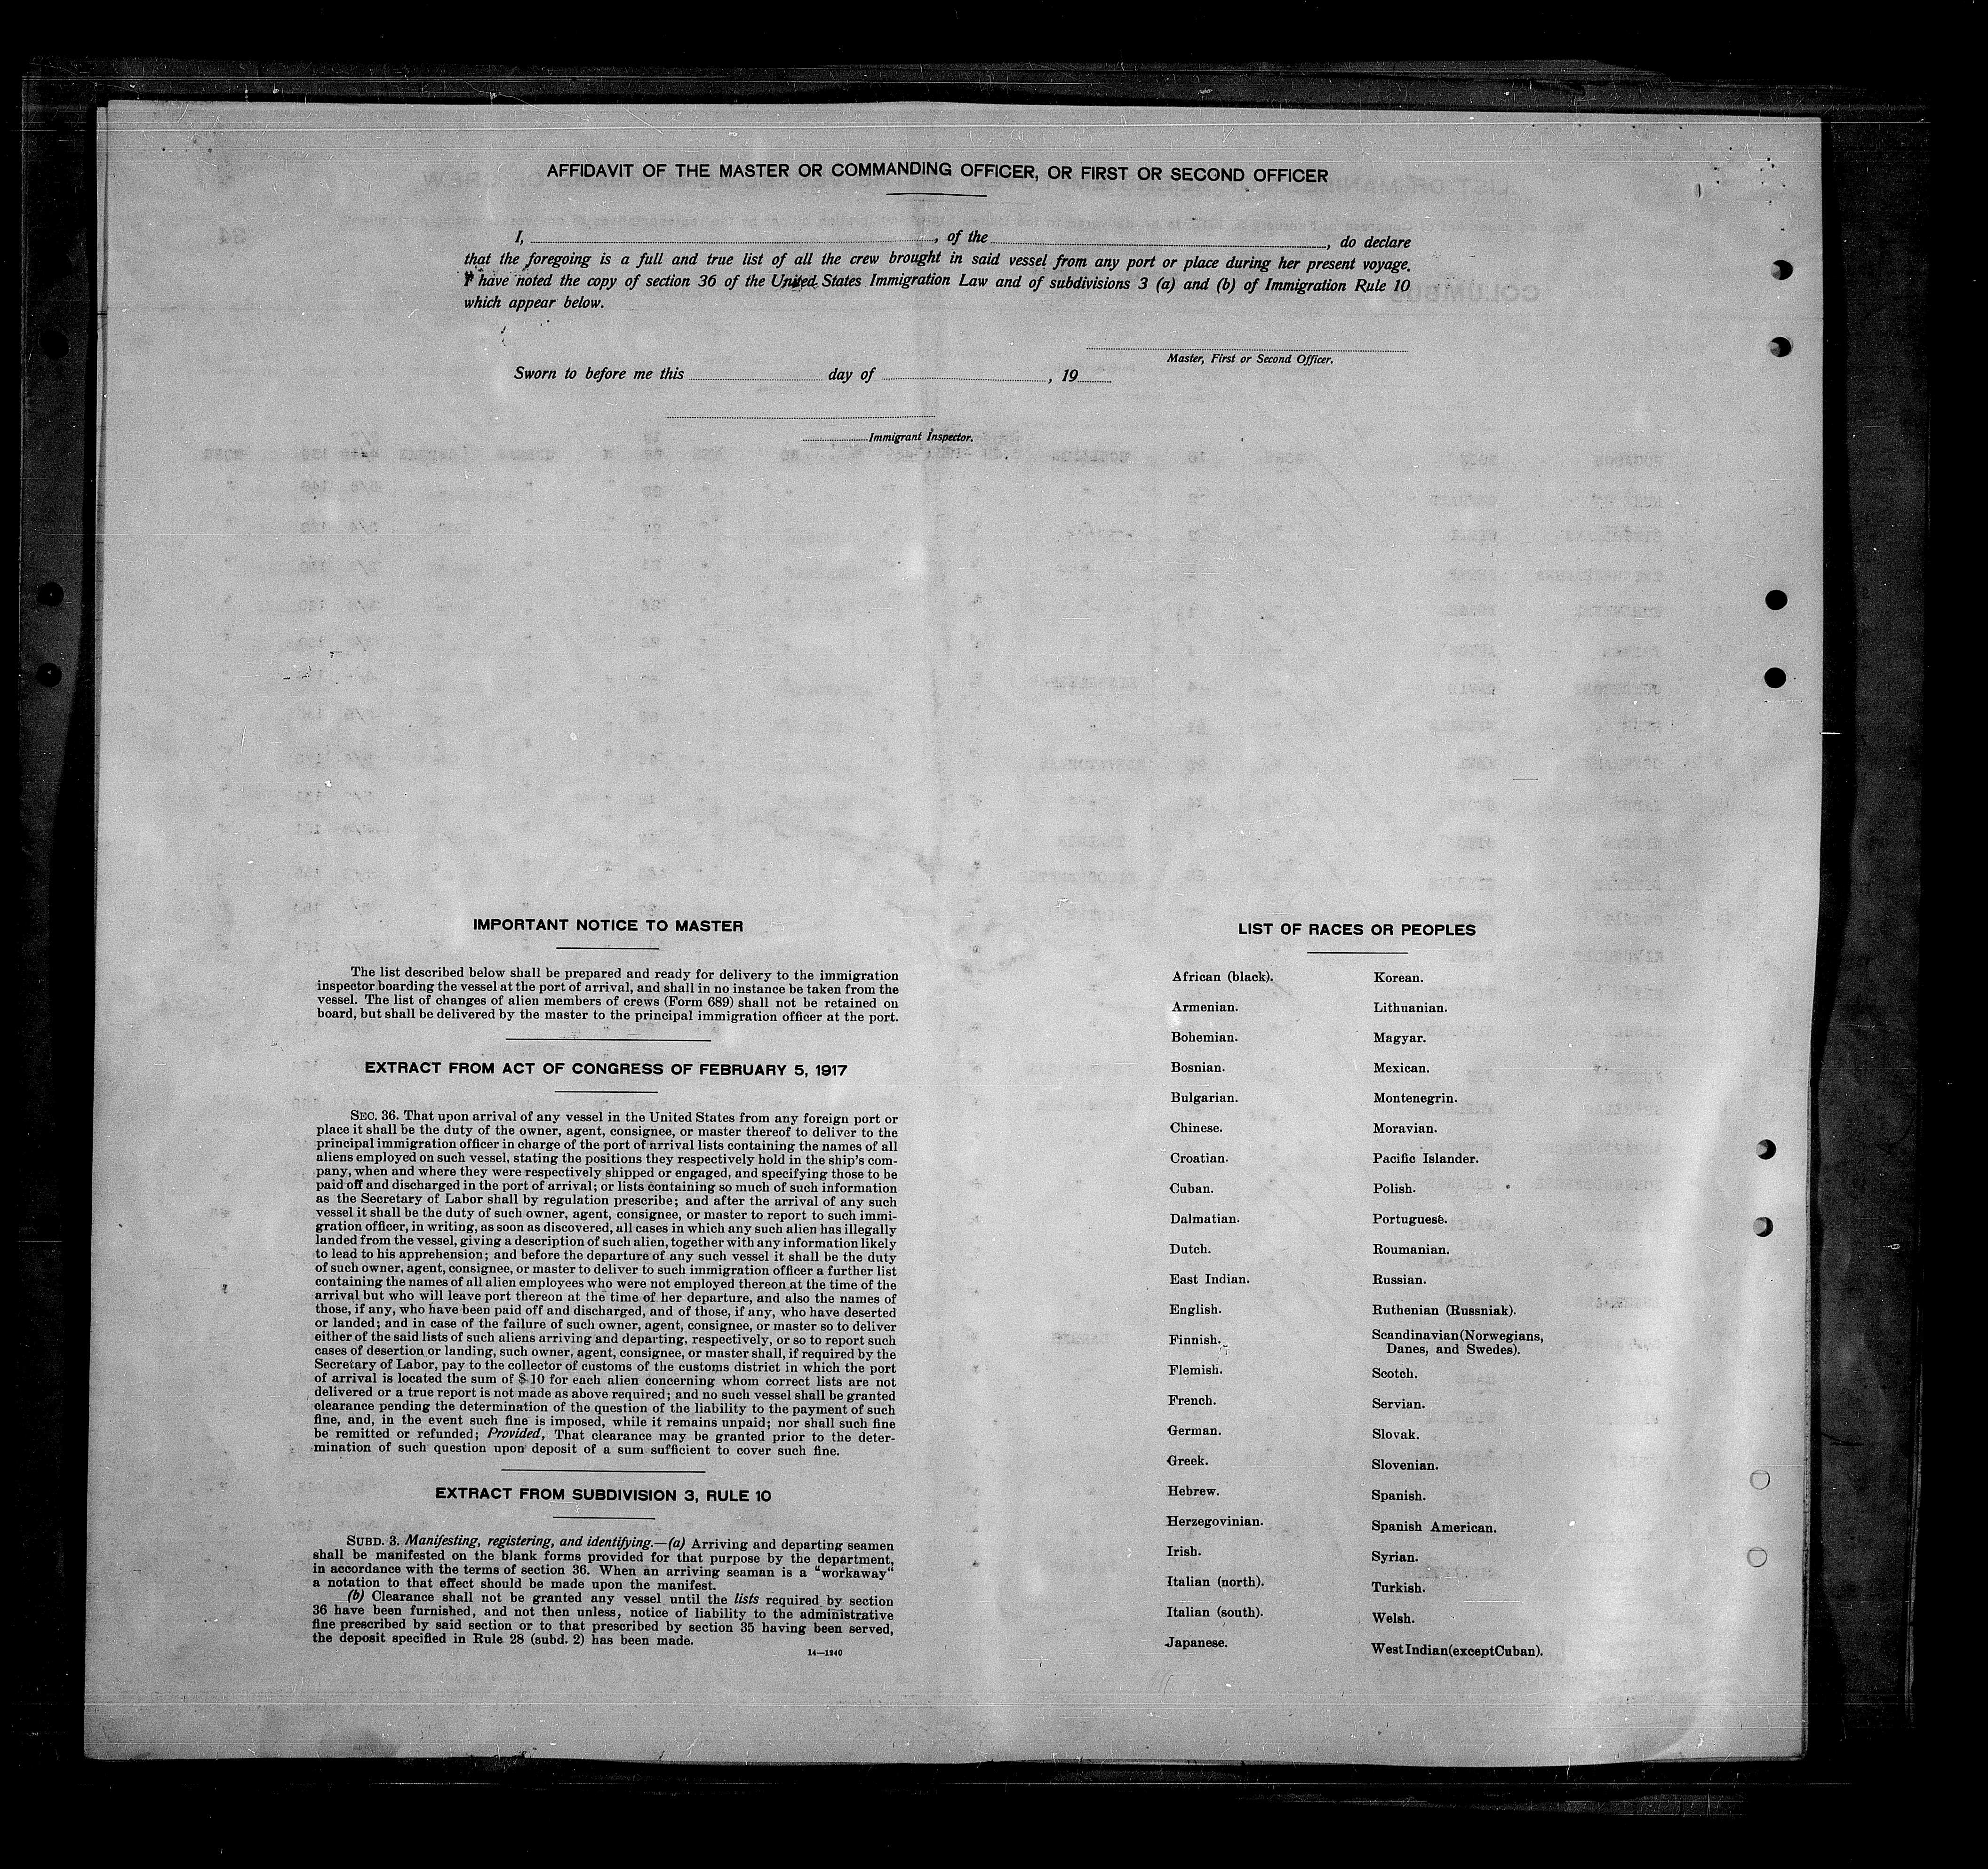 AFFIDAVIT OF THE MASTER OR COMMANDING OFFICER, OR FIRST OR SECOND OFFICER
I, , of the , do declare
that the foregoing is a full and true list of all the crew brought in said vessel from any port or place during her present voyage.
I have noted the copy of section 36 of the United States Immigration Law and of subdivisions 3 (a) and (b) of Immigration Rule 10
which appear below.
Master, First or Second Officer.
Sworn to before me this day of , 19
Immigrant Inspector.
IMPORTANT NOTICE TO MASTER
The list described below shall be prepared and ready for delivery to the immigration
inspector boarding the vessel at the port of arrival, and shall in no instance be taken from the
vessel. The list of changes of alien members of crews (Form 689) shall not be retained on
board, but shall be delivered by the master to the principal immigration officer at the port.
EXTRACT FROM ACT OF CONGRESS OF FEBRUARY 5, 1917
SEC. 36. That upon arrival of any vessel in the United States from any foreign port or
place it shall be the duty of the owner, agent, consignee, or master thereof to deliver to the
principal immigration officer in charge of the port of arrival lists containing the names of all
aliens employed on such vessel, stating the positions they respectively hold in the ship's com-
pany, when and where they were respectively shipped or engaged, and specifying those to be
paid off and discharged in the port of arrival; or lists containing so much of such information
as the Secretary of Labor shall by regulation prescribe; and after the arrival of any such
vessel it shall be the duty of such owner, agent, consignee, or master to report to such immi-
gration officer, in writing, as soon as discovered, all cases in which any such alien has illegally
landed from the vessel, giving a description of such alien, together with any information likely
to lead to his apprehension; and before the departure of any such vessel it shall be the duty
of such owner, agent, consignee, or master to deliver to such immigration officer a further list
containing the names of all alien employees who were not employed thereon at the time of the
arrival but who will leave port thereon at the time of her departure, and also the names of
those, if any, who have been paid off and discharged, and of those, if any, who have deserted
or landed; and in case of the failure of such owner, agent, consignee, or master so to deliver
either of the said lists of such aliens arriving and departing, respectively, or so to report such
cases of desertion or landing, such owner, agent, consignee, or master shall, if required by the
Secretary of Labor, pay to the collector of customs of the customs district in which the port
of arrival is located the sum of $ 10 for each alien concerning whom correct lists are not
delivered or a true report is not made as above required; and no such vessel shall be granted
clearance pending the determination of the question of the liability to the payment of such
fine, and, in the event such fine is imposed, while it remains unpaid; nor shall such fine
be remitted or refunded; Provided, That clearance may be granted prior to the deter-
mination of such question upon deposit of a sum sufficient to cover such fine.
EXTRACT FROM SUBDIVISION 3, RULE 10
SUBD. 3. Manifesting, registering, and identifying.—(a) Arriving and departing seamen
shall be manifested on the blank forms provided for that purpose by the department,
in accordance with the terms of section 36. When an arriving seaman is a "workaway"
a notation to that effect should be made upon the manifest.
(b) Clearance shall not be granted any vessel until the lists required by section
36 have been furnished, and not then unless, notice of liability to the administrative
fine prescribed by said section or to that prescribed by section 35 having been served,
the deposit specified in Rule 28 (subd. 2) has been made.
14—1240
LIST OF RACES OR PEOPLES
African (black).
Armenian.
Bohemian.
Bosnian.
Bulgarian.
Chinese.
Croatian.
Cuban.
Dalmatian.
Dutch.
East Indian.
English.
Finnish.
Flemish.
French.
German.
Greek.
Hebrew.
Herzegovinian.
Irish.
Italian (north).
Italian (south).
Japanese.
Korean.
Lithuanian.
Magyar.
Mexican.
Montenegrin.
Moravian.
Pacific Islander.
Polish.
Portuguese.
Roumanian.
Russian.
Ruthenian (Russniak).
Scandinavian (Norwegians,
Danes, and Swedes).
Scotch.
Servian.
Slovak.
Slovenian.
Spanish.
Spanish American.
Syrian.
Turkish.
Welsh.
West Indian (except Cuban).